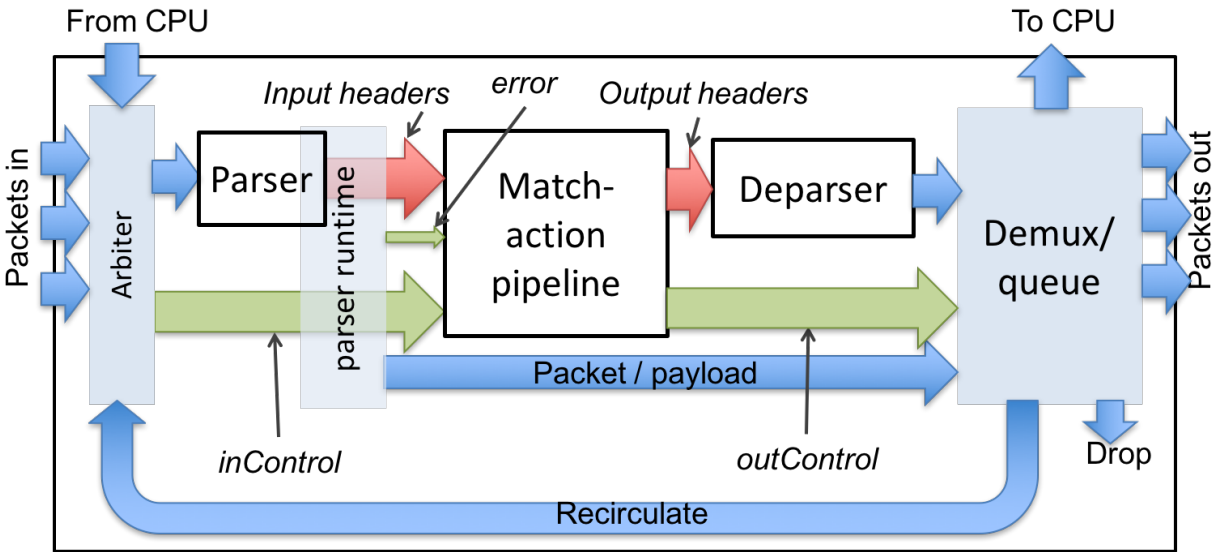 From CPU
To CPU
Input headers
error
Output headers
Packets in
Arbiter
Parser
parser runtime
Match-
action
pipeline
Deparser
Demux/
queue
Packets out
Packet / payload
inControl
outControl
Drop
Recirculate